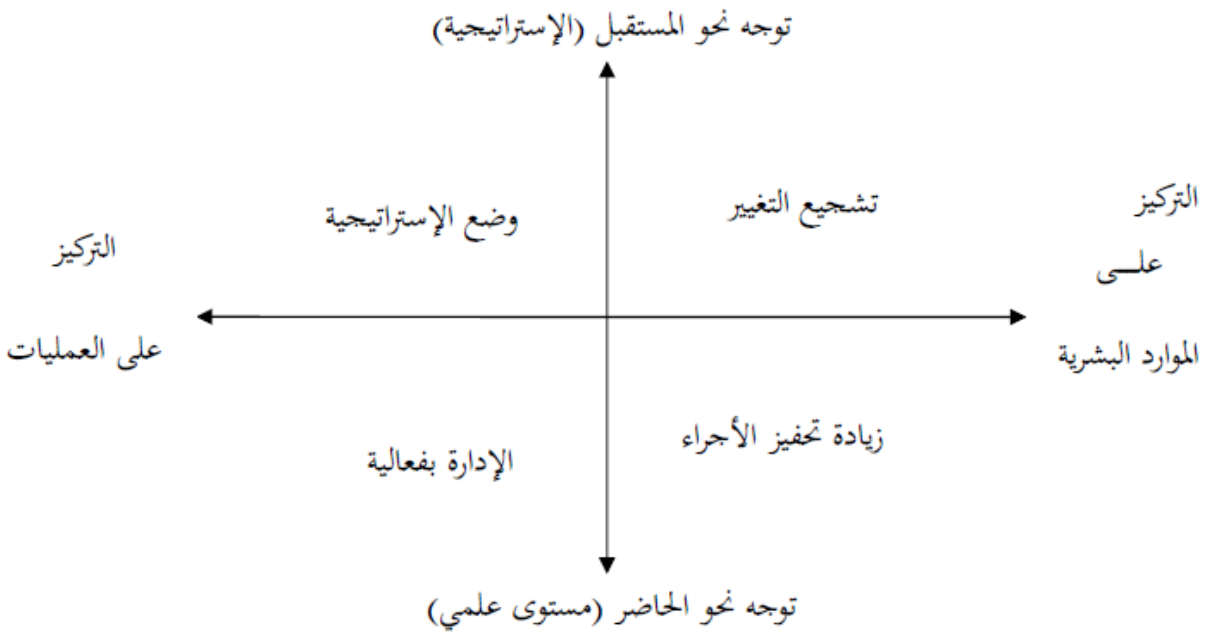 توجه نحو المستقبل (الإستراتيجية)
التركيز
على
الموارد البشرية
تشجيع التغيير
وضع الإستراتيجية
التركيز
على العمليات
زيادة تحفيز الأجراء
الإدارة بفعالية
توجه نحو الحاضر (مستوى علمي)